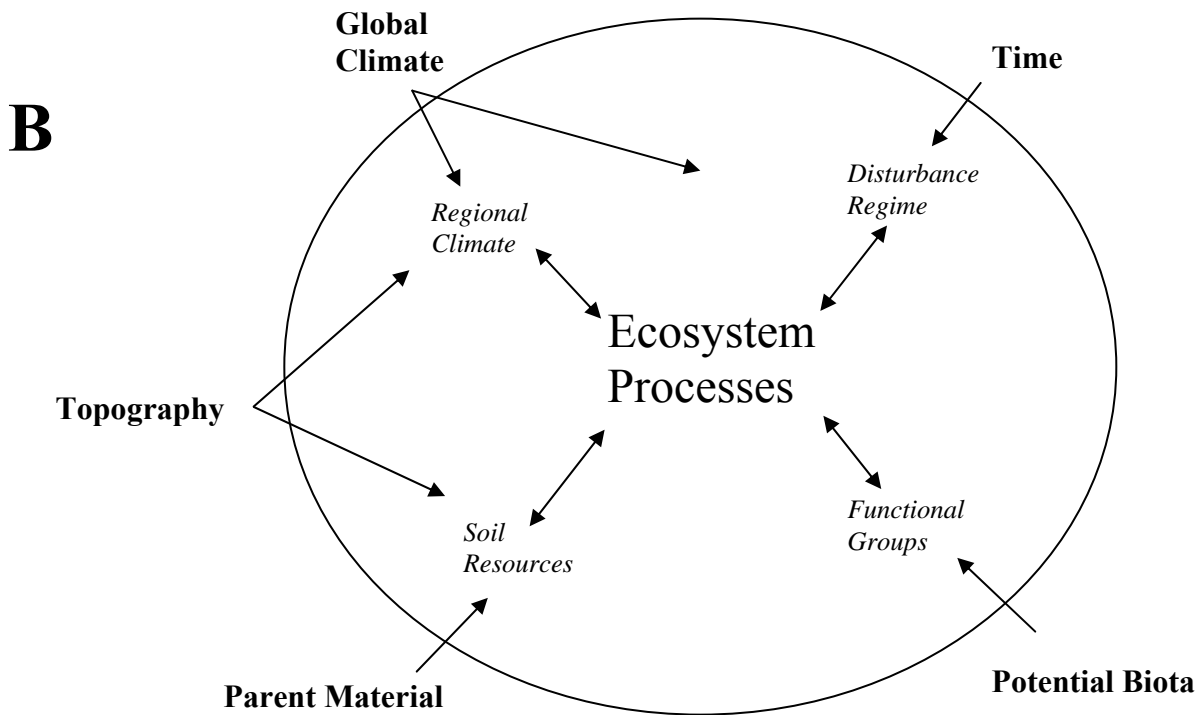 Global
Climate
Time
B
Disturbance
Regime
Regional
Climate
Ecosystem
Processes
Topography
Functional
Groups
Soil
Resources
Potential Biota
Parent Material